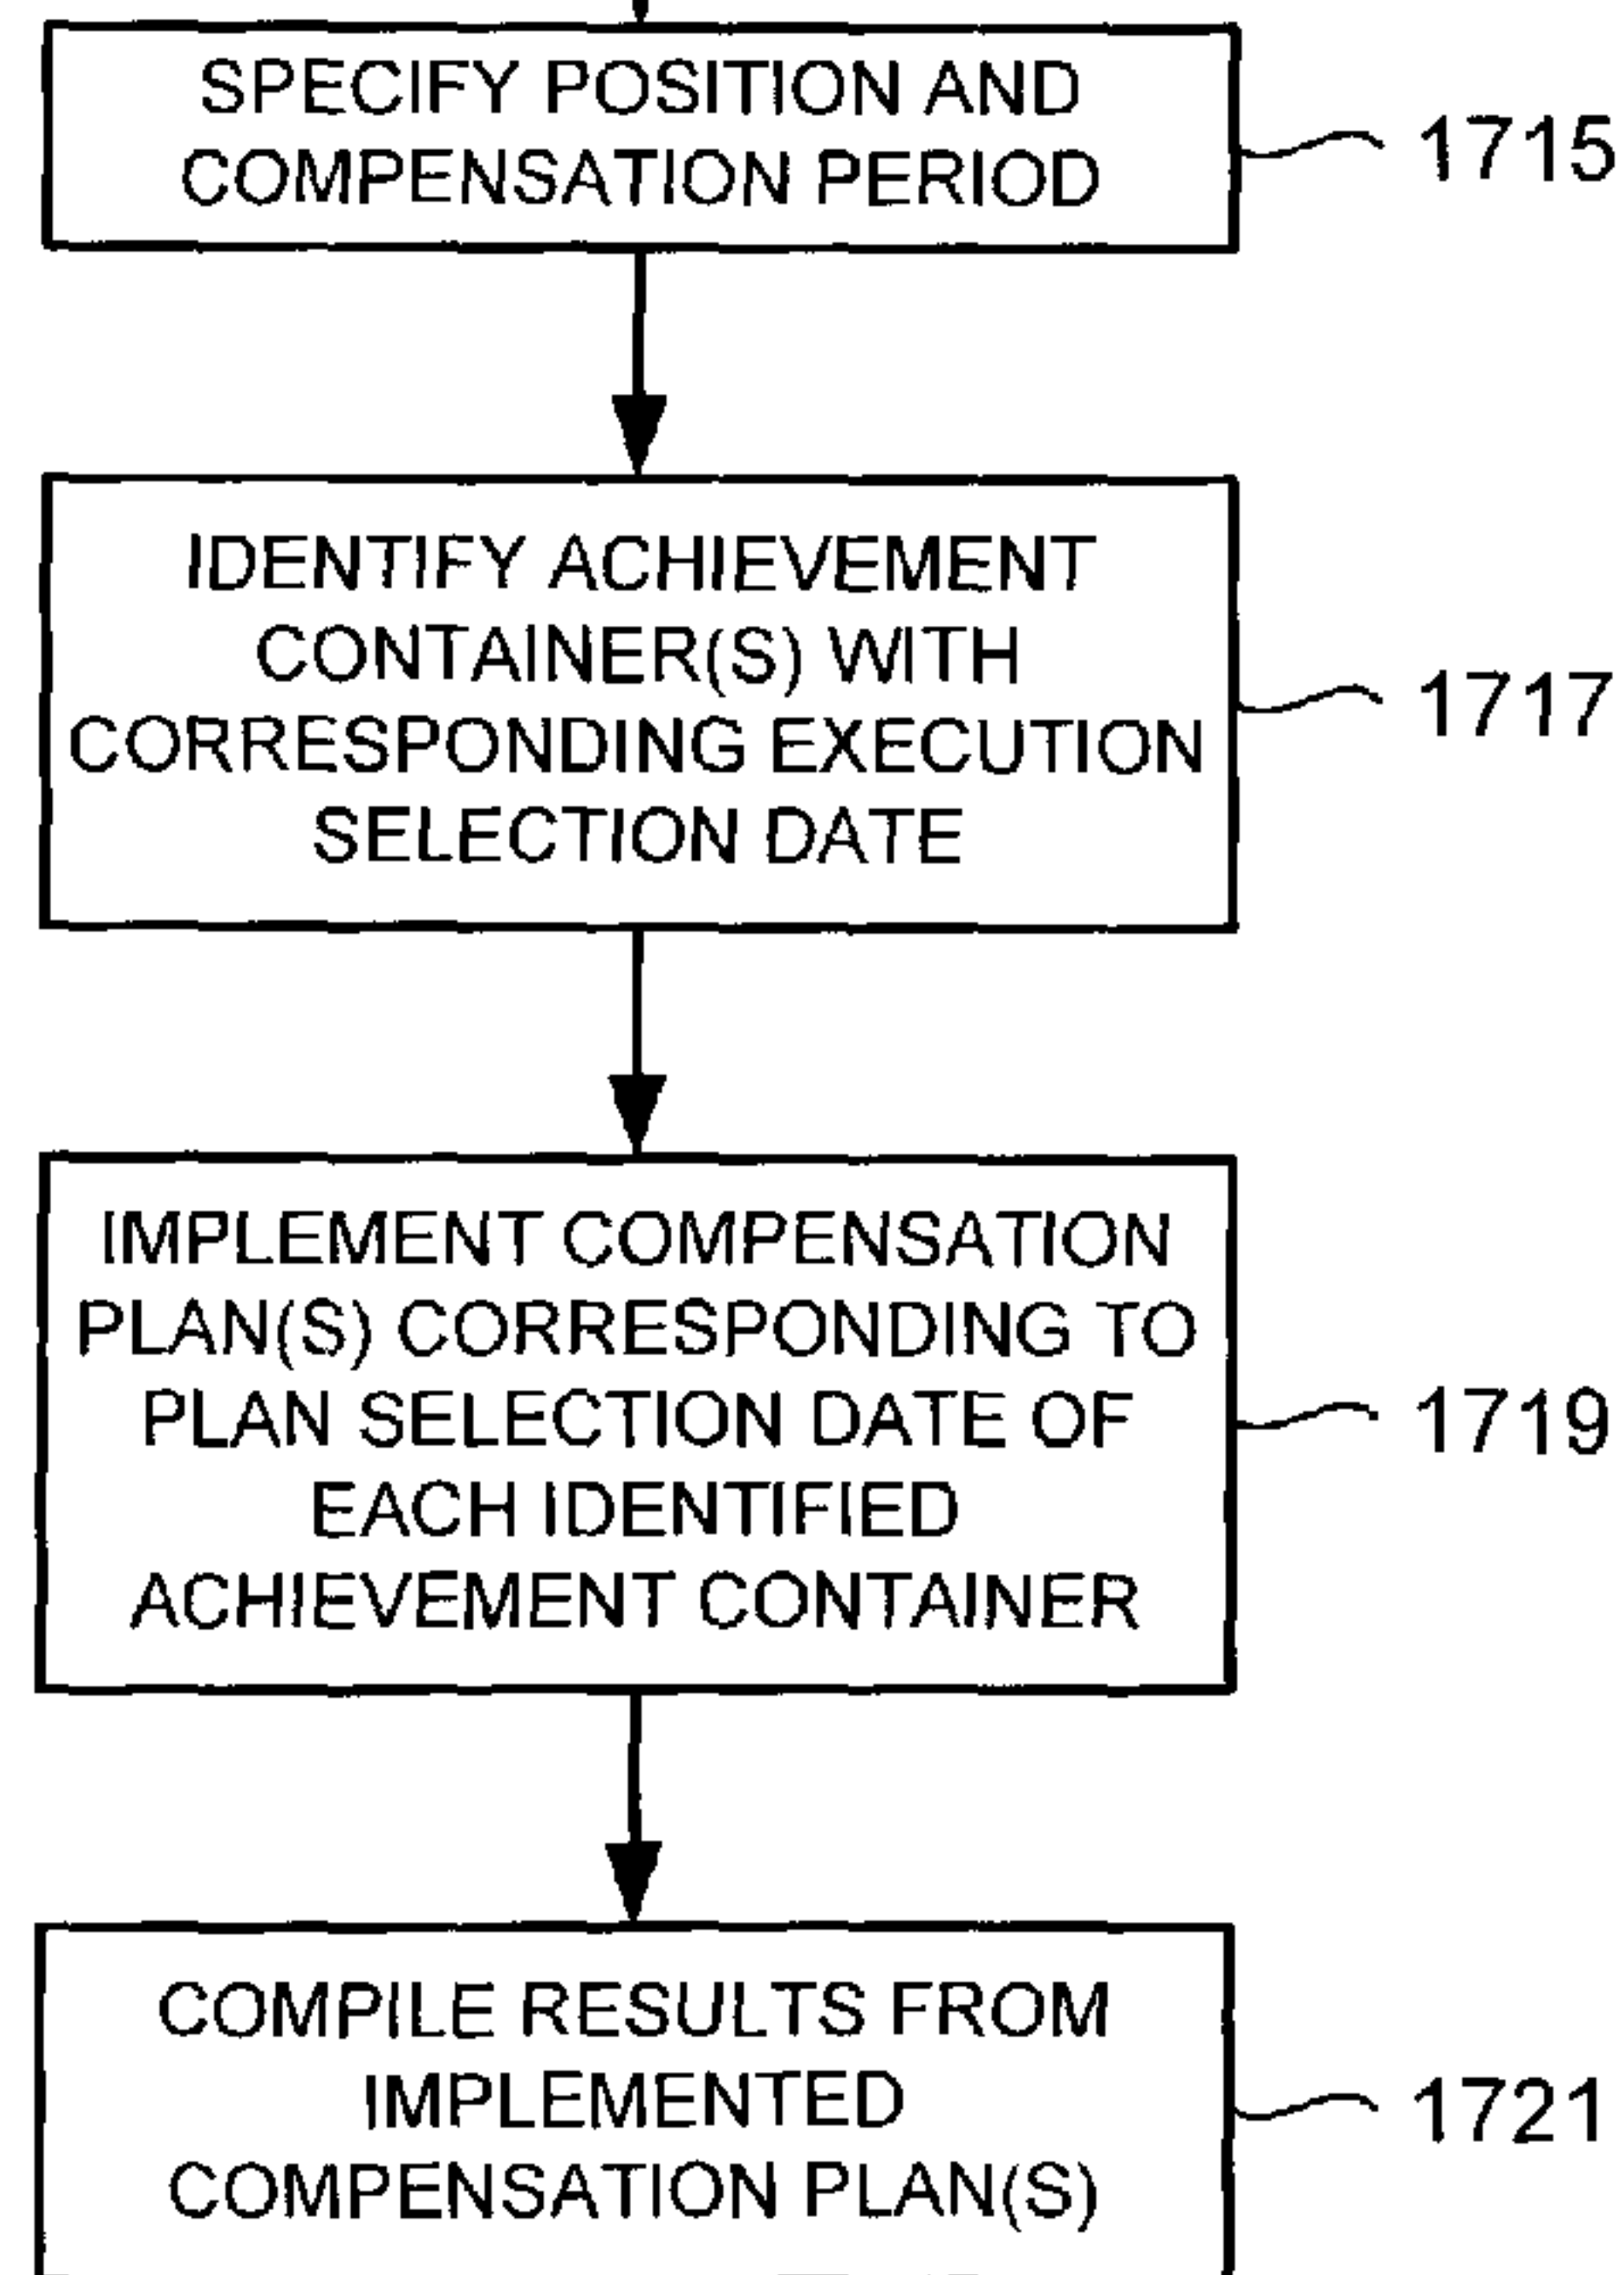 SPECIFY POSITION AND
COMPENSATION PERIOD
1715
IDENTIFY ACHIEVEMENT
CONTAINER(S) WITH
CORRESPONDING EXECUTION
SELECTION DATE
1717
IMPLEMENT COMPENSATION
PLAN(S) CORRESPONDING TO
PLAN SELECTION DATE OF
EACH IDENTIFIED
ACHIEVEMENT CONTAINER
1719
COMPILE RESULTS FROM
IMPLEMENTED
COMPENSATION PLAN(S)
1721